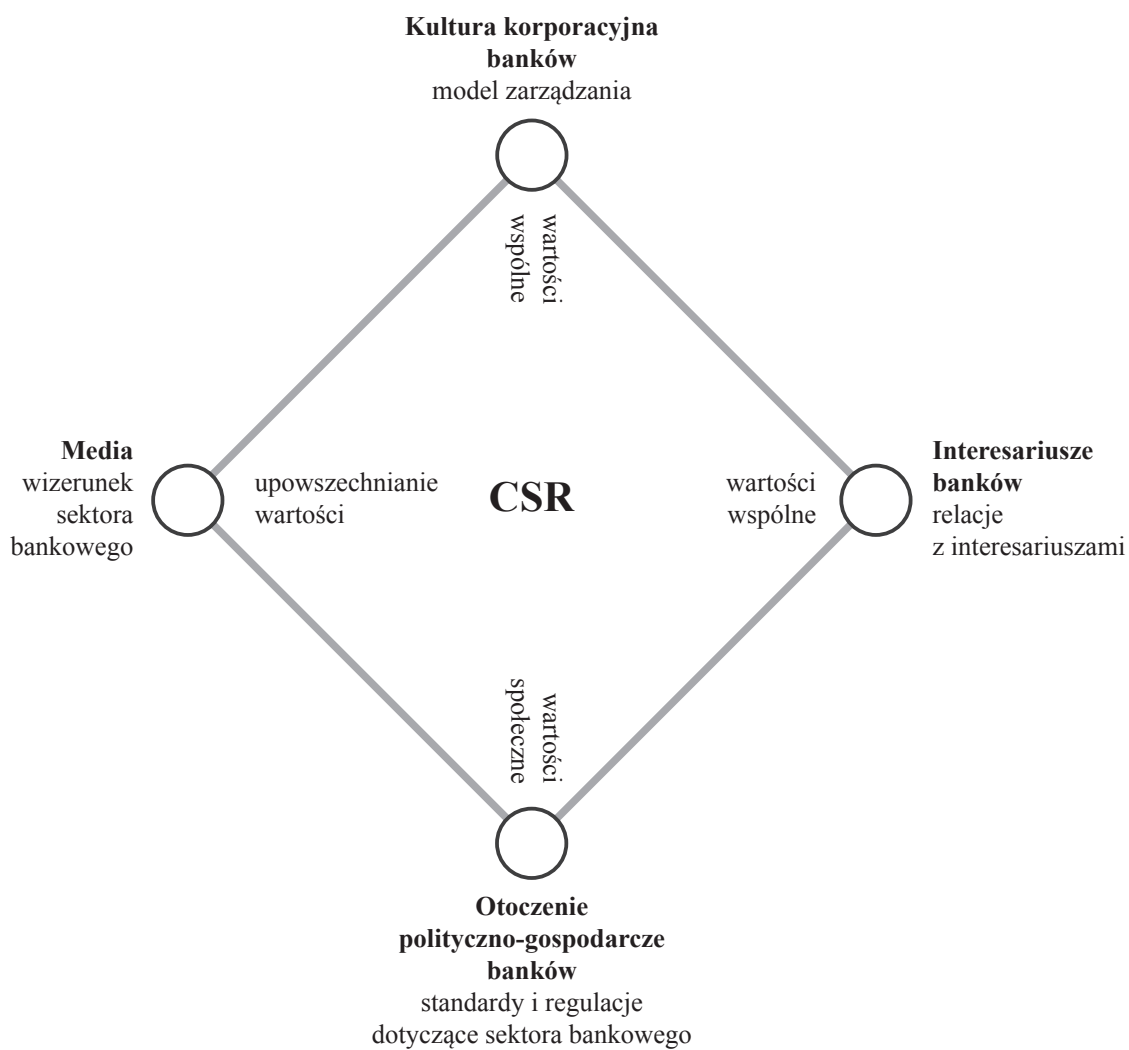 Kultura korporacyjna
banków
model zarządzania
wartości
wspólne
Media
wizerunek
sektora
bankowego
upowszechnianie
wartości
CSR
wartości
wspólne
Interesariusze
banków
relacje
z interesariuszami
wartości
społeczne
Otoczenie
polityczno-gospodarcze
banków
standardy i regulacje
dotyczące sektora bankowego